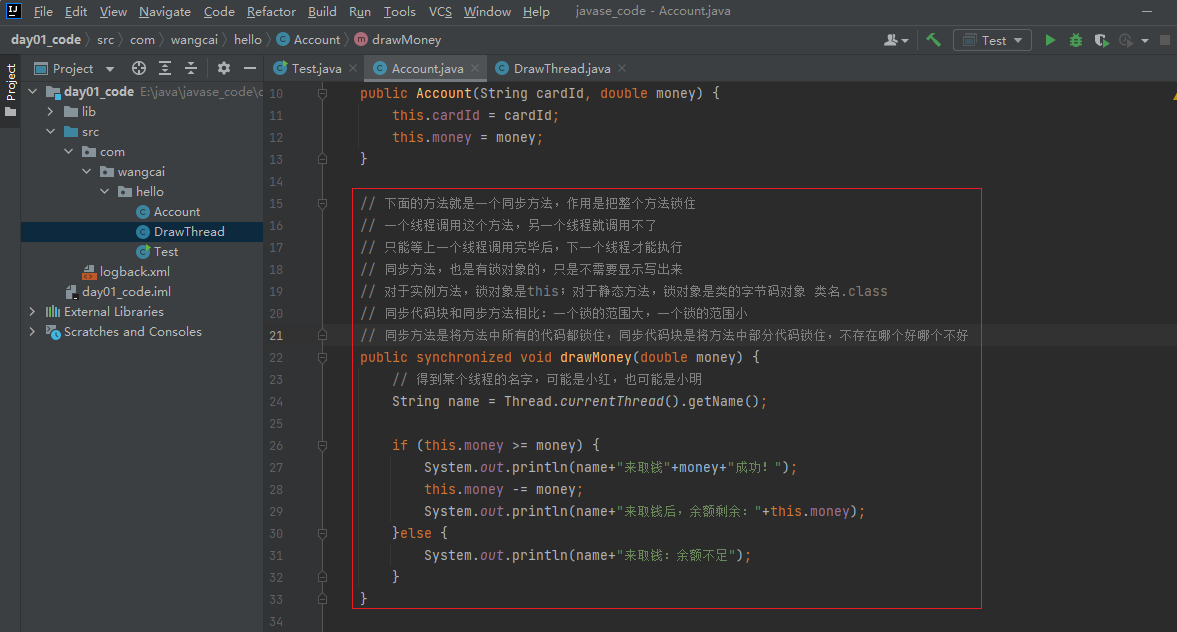 File Edit View Navigate Code Refactor Build Run Tools VCS Window Help javase_code - Account.java
day01_code src com wangcai hello Account drawMoney Test
Project Project Test.java Account.java DrawThread.java
day01_code E:\java\javase_code\
lib
src
com
wangcai
hello
Account
DrawThread
Test
logback.xml
day01_code.iml
External Libraries
Scratches and Consoles
10 public Account(String cardId, double money) {
11 this.cardId = cardId;
12 this.money = money;
13 }
14
15 // 下面的方法就是一个同步方法，作用是把整个方法锁住
16 // 一个线程调用这个方法，另一个线程就调用不了
17 // 只能等上一个线程调用完毕后，下一个线程才能执行
18 // 同步方法，也是有锁对象的，只是不需要显示写出来
19 // 对于实例方法，锁对象是this；对于静态方法，锁对象是类的字节码对象 类名.class
20 // 同步代码块和同步方法相比：一个锁的范围大，一个锁的范围小
21 // 同步方法是将方法中所有的代码都锁住，同步代码块是将方法中部分代码锁住，不存在哪个好哪个不好
22 public synchronized void drawMoney(double money) {
23 // 得到某个线程的名字，可能是小红，也可能是小明
24 String name = Thread.currentThread().getName();
25
26 if (this.money >= money) {
27 System.out.println(name+"来取钱"+money+"成功！");
28 this.money -= money;
29 System.out.println(name+"来取钱后，余额剩余："+this.money);
30 }else {
31 System.out.println(name+"来取钱：余额不足");
32 }
33 }
34